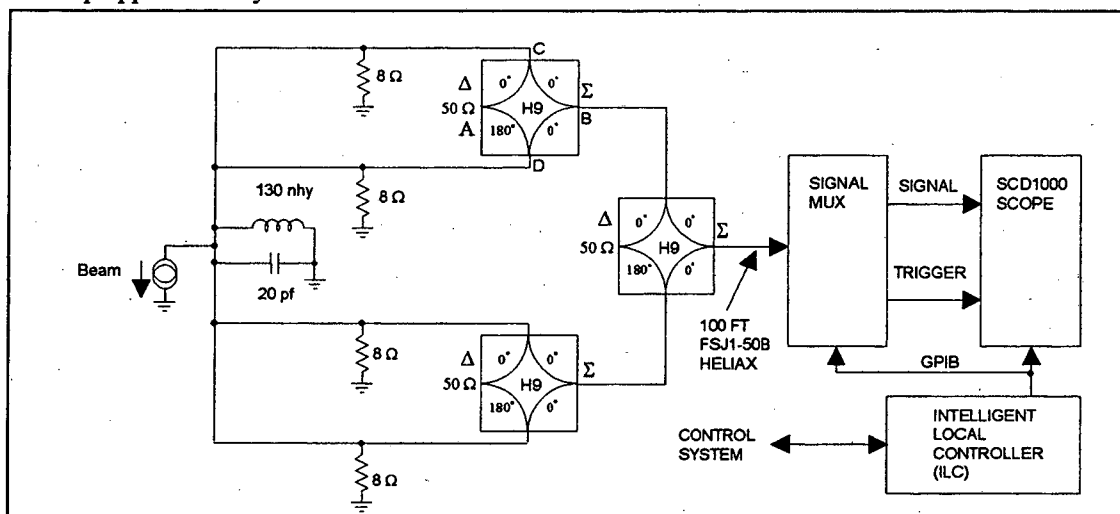 C
8 Ω
Δ
0°
0°
Σ
50 Ω
H9
B
A
180°
0°
D
8 Ω
130 nhy
Beam
20 pf
Δ
0°
0°
Σ
50 Ω
H9
180°
0°
8 Ω
Δ
0°
0°
Σ
50 Ω
H9
180°
0°
8 Ω
100 FT
FSJ1-50B
HELIAX
SIGNAL
MUX
SIGNAL
TRIGGER
SCD1000
SCOPE
GPIB
CONTROL
SYSTEM
INTELLIGENT
LOCAL
CONTROLLER
(ILC)